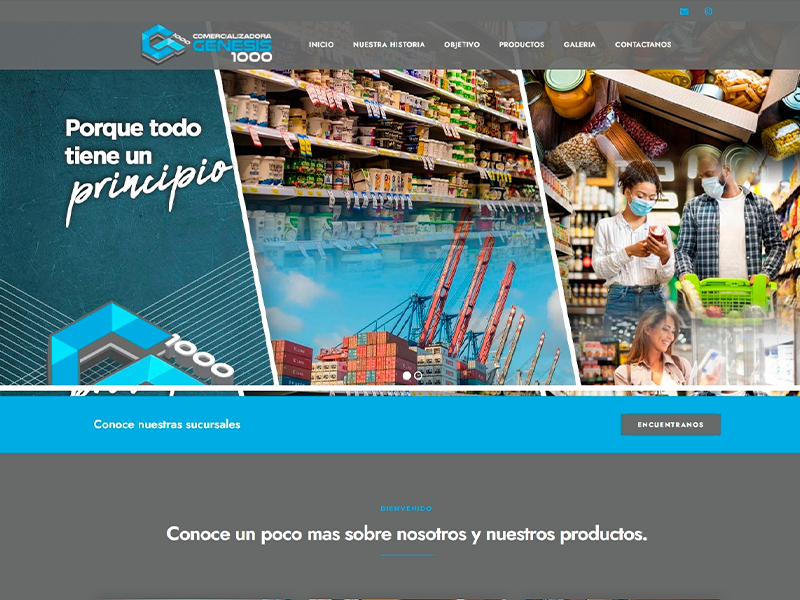 COMERCIALIZADORA
GENESIS
1000
1000
INICIO
NUESTRA HISTORIA
OBJETIVO
PRODUCTOS
GALERIA
CONTACTANOS
Porque todo
tiene un
principio
1000
Conoce nuestras sucursales
ENCUENTRANOS
BIENVENIDO
Conoce un poco mas sobre nosotros y nuestros productos.